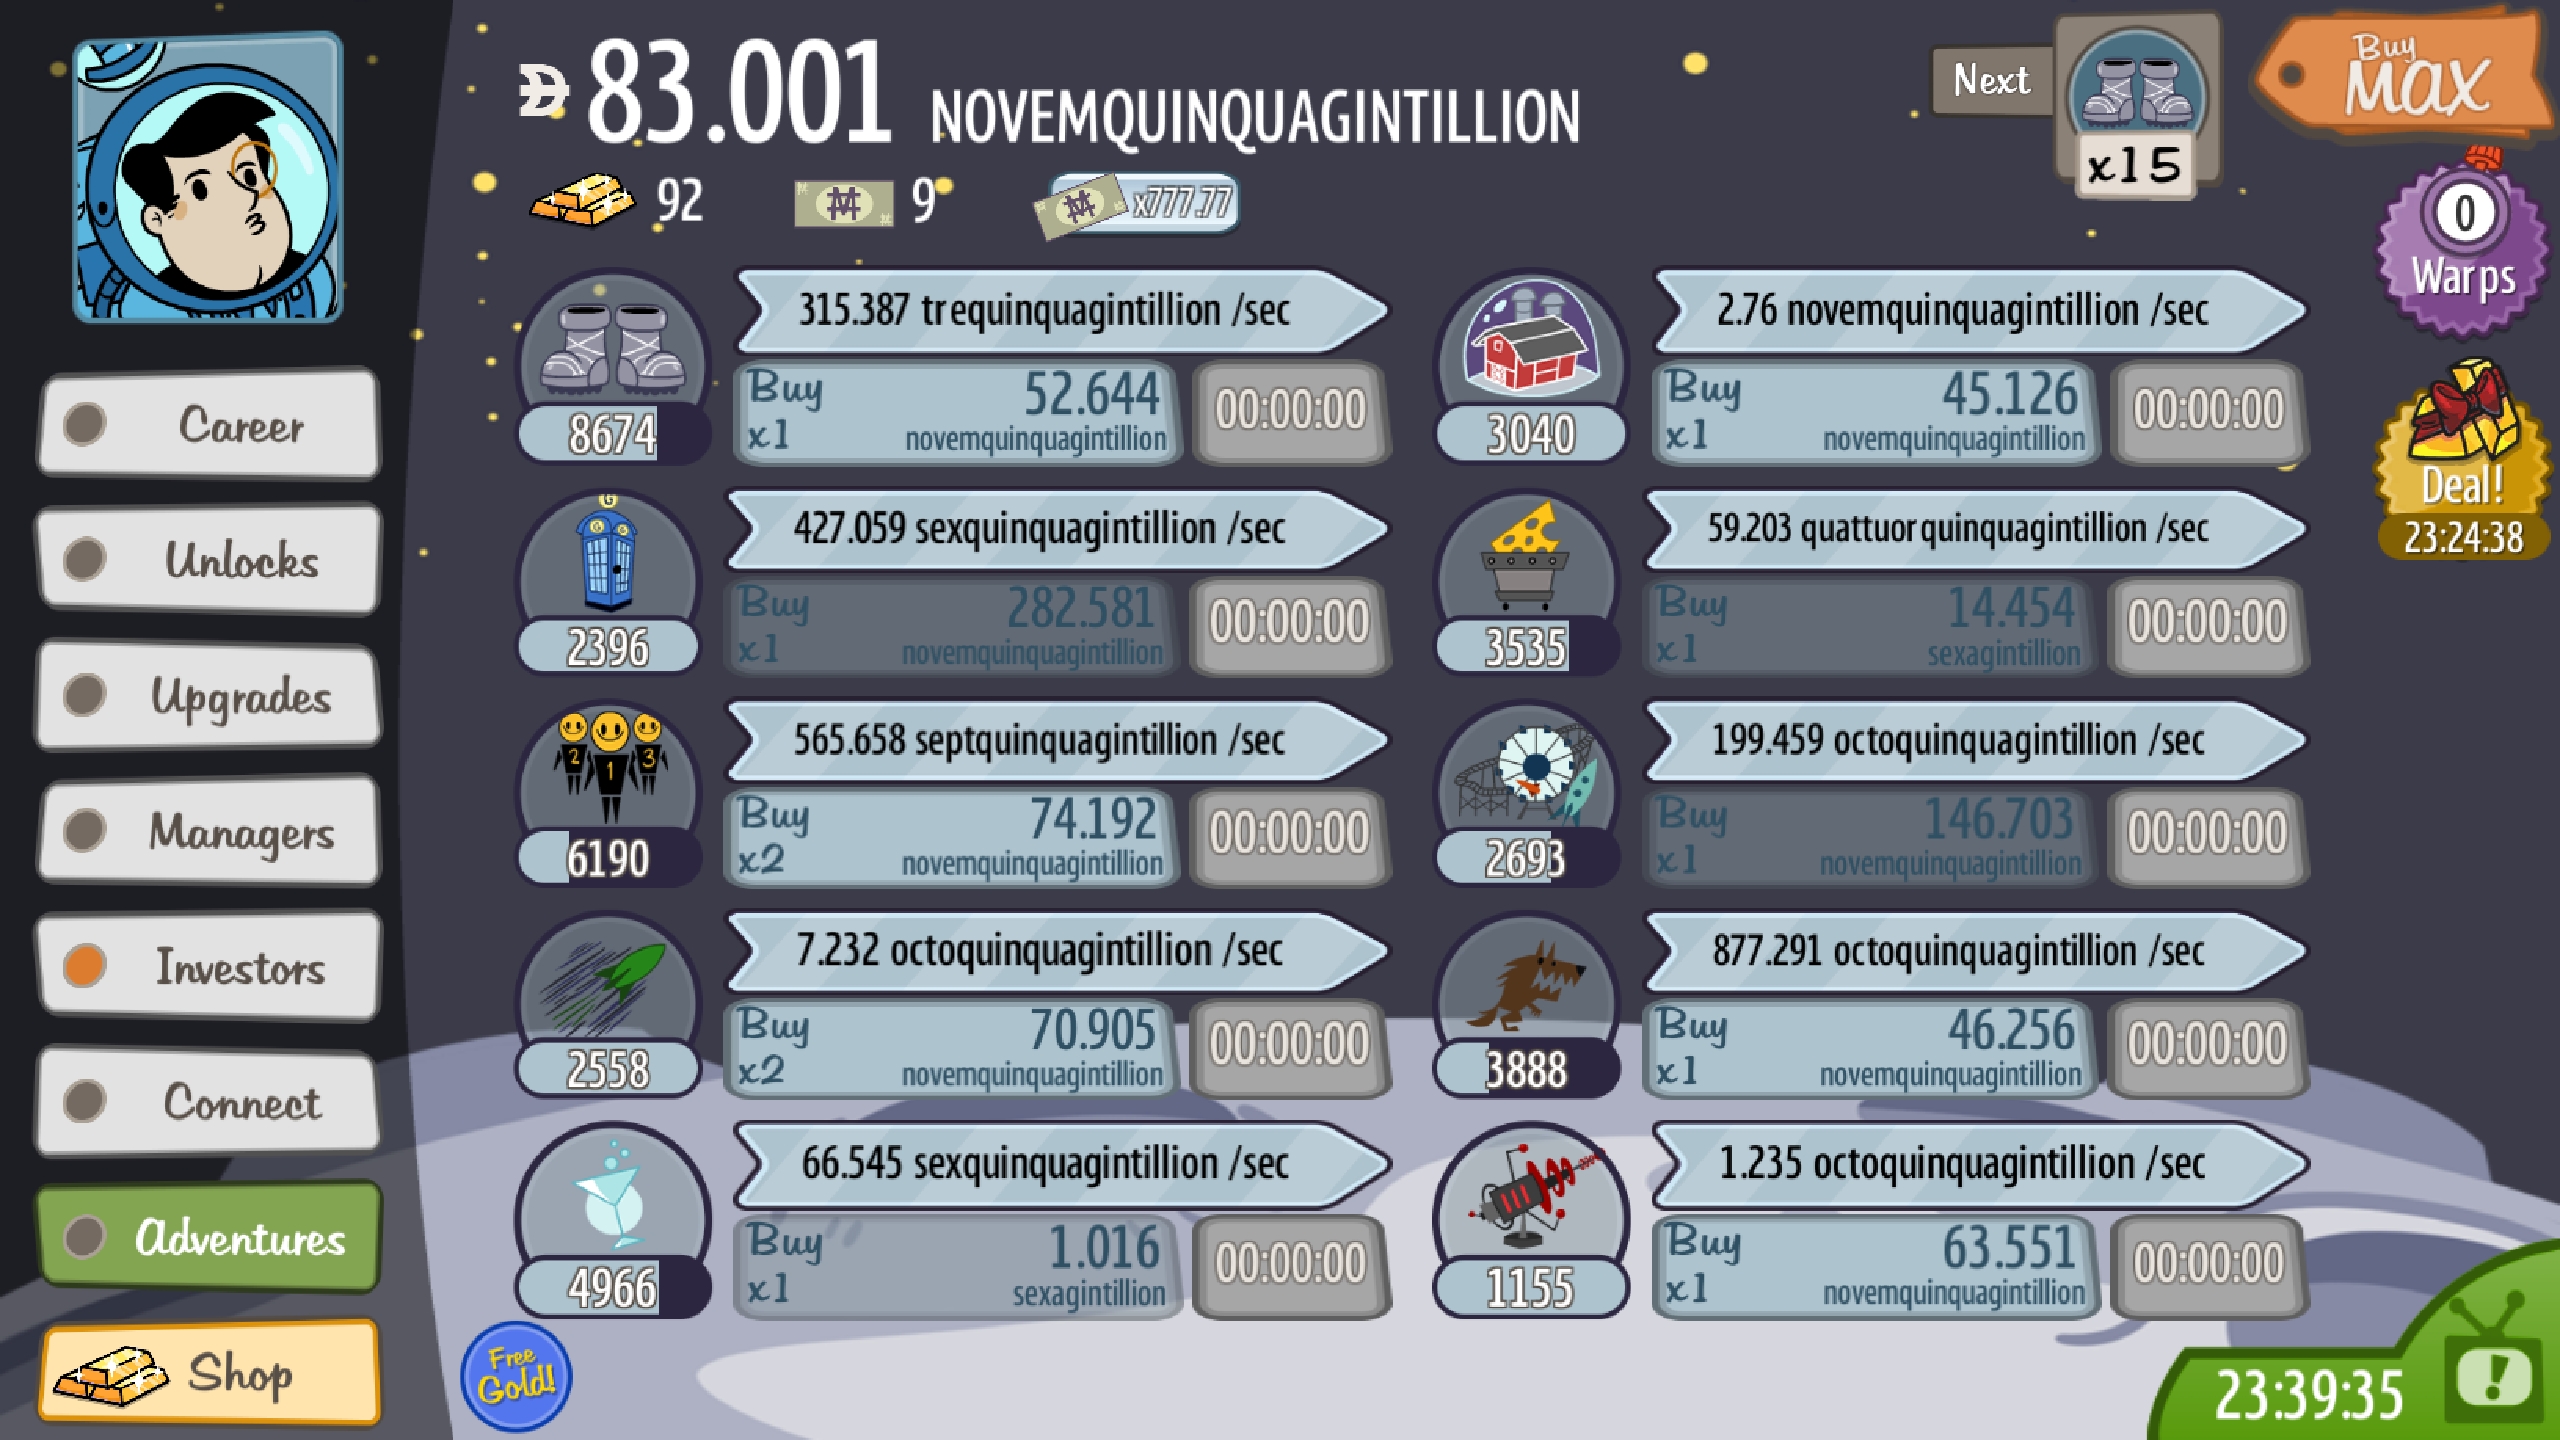 83.001 NOVEMQUINQUAGINTILLION
92
9
x777.77
Next
x15
Buy
MAX
0
Warps
Deal!
23:24:38
Career
Unlocks
Upgrades
Managers
Investors
Connect
Adventures
Shop
315.387 trequinquagintillion /sec
Buy
x1
52.644
novemquinquagintillion
00:00:00
8674
2.76 novemquinquagintillion /sec
Buy
x1
45.126
novemquinquagintillion
00:00:00
3040
427.059 sexquinquagintillion /sec
Buy
x1
282.581
novemquinquagintillion
00:00:00
2396
59.203 quattuorquinquagintillion /sec
Buy
x1
14.454
sexagintillion
00:00:00
3535
2
1
3
565.658 septquinquagintillion /sec
Buy
x2
74.192
novemquinquagintillion
00:00:00
6190
199.459 octoquinquagintillion /sec
Buy
x1
146.703
novemquinquagintillion
00:00:00
2693
7.232 octoquinquagintillion /sec
Buy
x2
70.905
novemquinquagintillion
00:00:00
2558
877.291 octoquinquagintillion /sec
Buy
x1
46.256
novemquinquagintillion
00:00:00
3888
66.545 sexquinquagintillion /sec
Buy
x1
1.016
sexagintillion
00:00:00
4966
1.235 octoquinquagintillion /sec
Buy
x1
63.551
novemquinquagintillion
00:00:00
1155
Free
Gold!
23:39:35
!